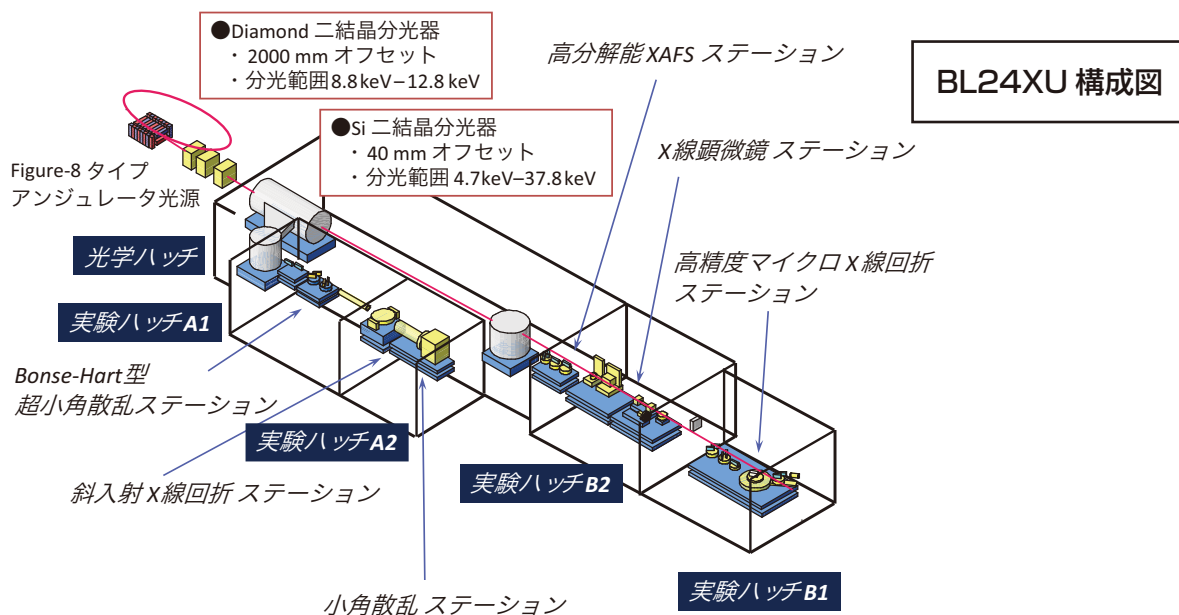 ●Diamond 二結晶分光器
・ 2000 mm オフセット
・分光範囲8.8keV–12.8 keV
高分解能 XAFS ステーション
BL24XU 構成図
●Si 二結晶分光器
・ 40 mm オフセット
・分光範囲 4.7keV–37.8keV
X線顕微鏡 ステーション
Figure-8 タイプ
アンジュレータ光源
光学ハッチ
高精度マイクロ X線回折
ステーション
実験ハッチA1
Bonse-Hart型
超小角散乱ステーション
実験ハッチA2
実験ハッチB2
斜入射 X線回折 ステーション
実験ハッチB1
小角散乱 ステーション